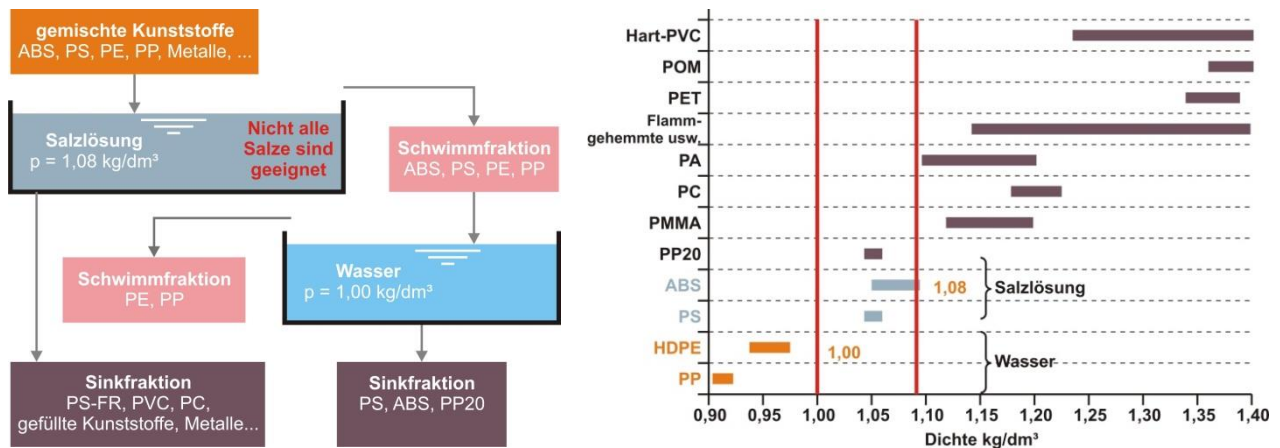 gemischte Kunststoffe
ABS, PS, PE, PP, Metalle, ...
Salzlösung
p = 1,08 kg/dm³
Nicht alle
Salze sind
geeignet
Schwimmfraktion
ABS, PS, PE, PP
Schwimmfraktion
PE, PP
Wasser
p = 1,00 kg/dm³
Sinkfraktion
PS-FR, PVC, PC,
gefüllte Kunststoffe, Metalle...
Sinkfraktion
PS, ABS, PP20
Hart-PVC
POM
PET
Flamm-
gehemmte usw.
PA
PC
PMMA
PP20
ABS
1,08
Salzlösung
PS
HDPE
1,00
Wasser
PP
0,90 0,95 1,00 1,05 1,10 1,15 1,20 1,25 1,30 1,35 1,40
Dichte kg/dm³